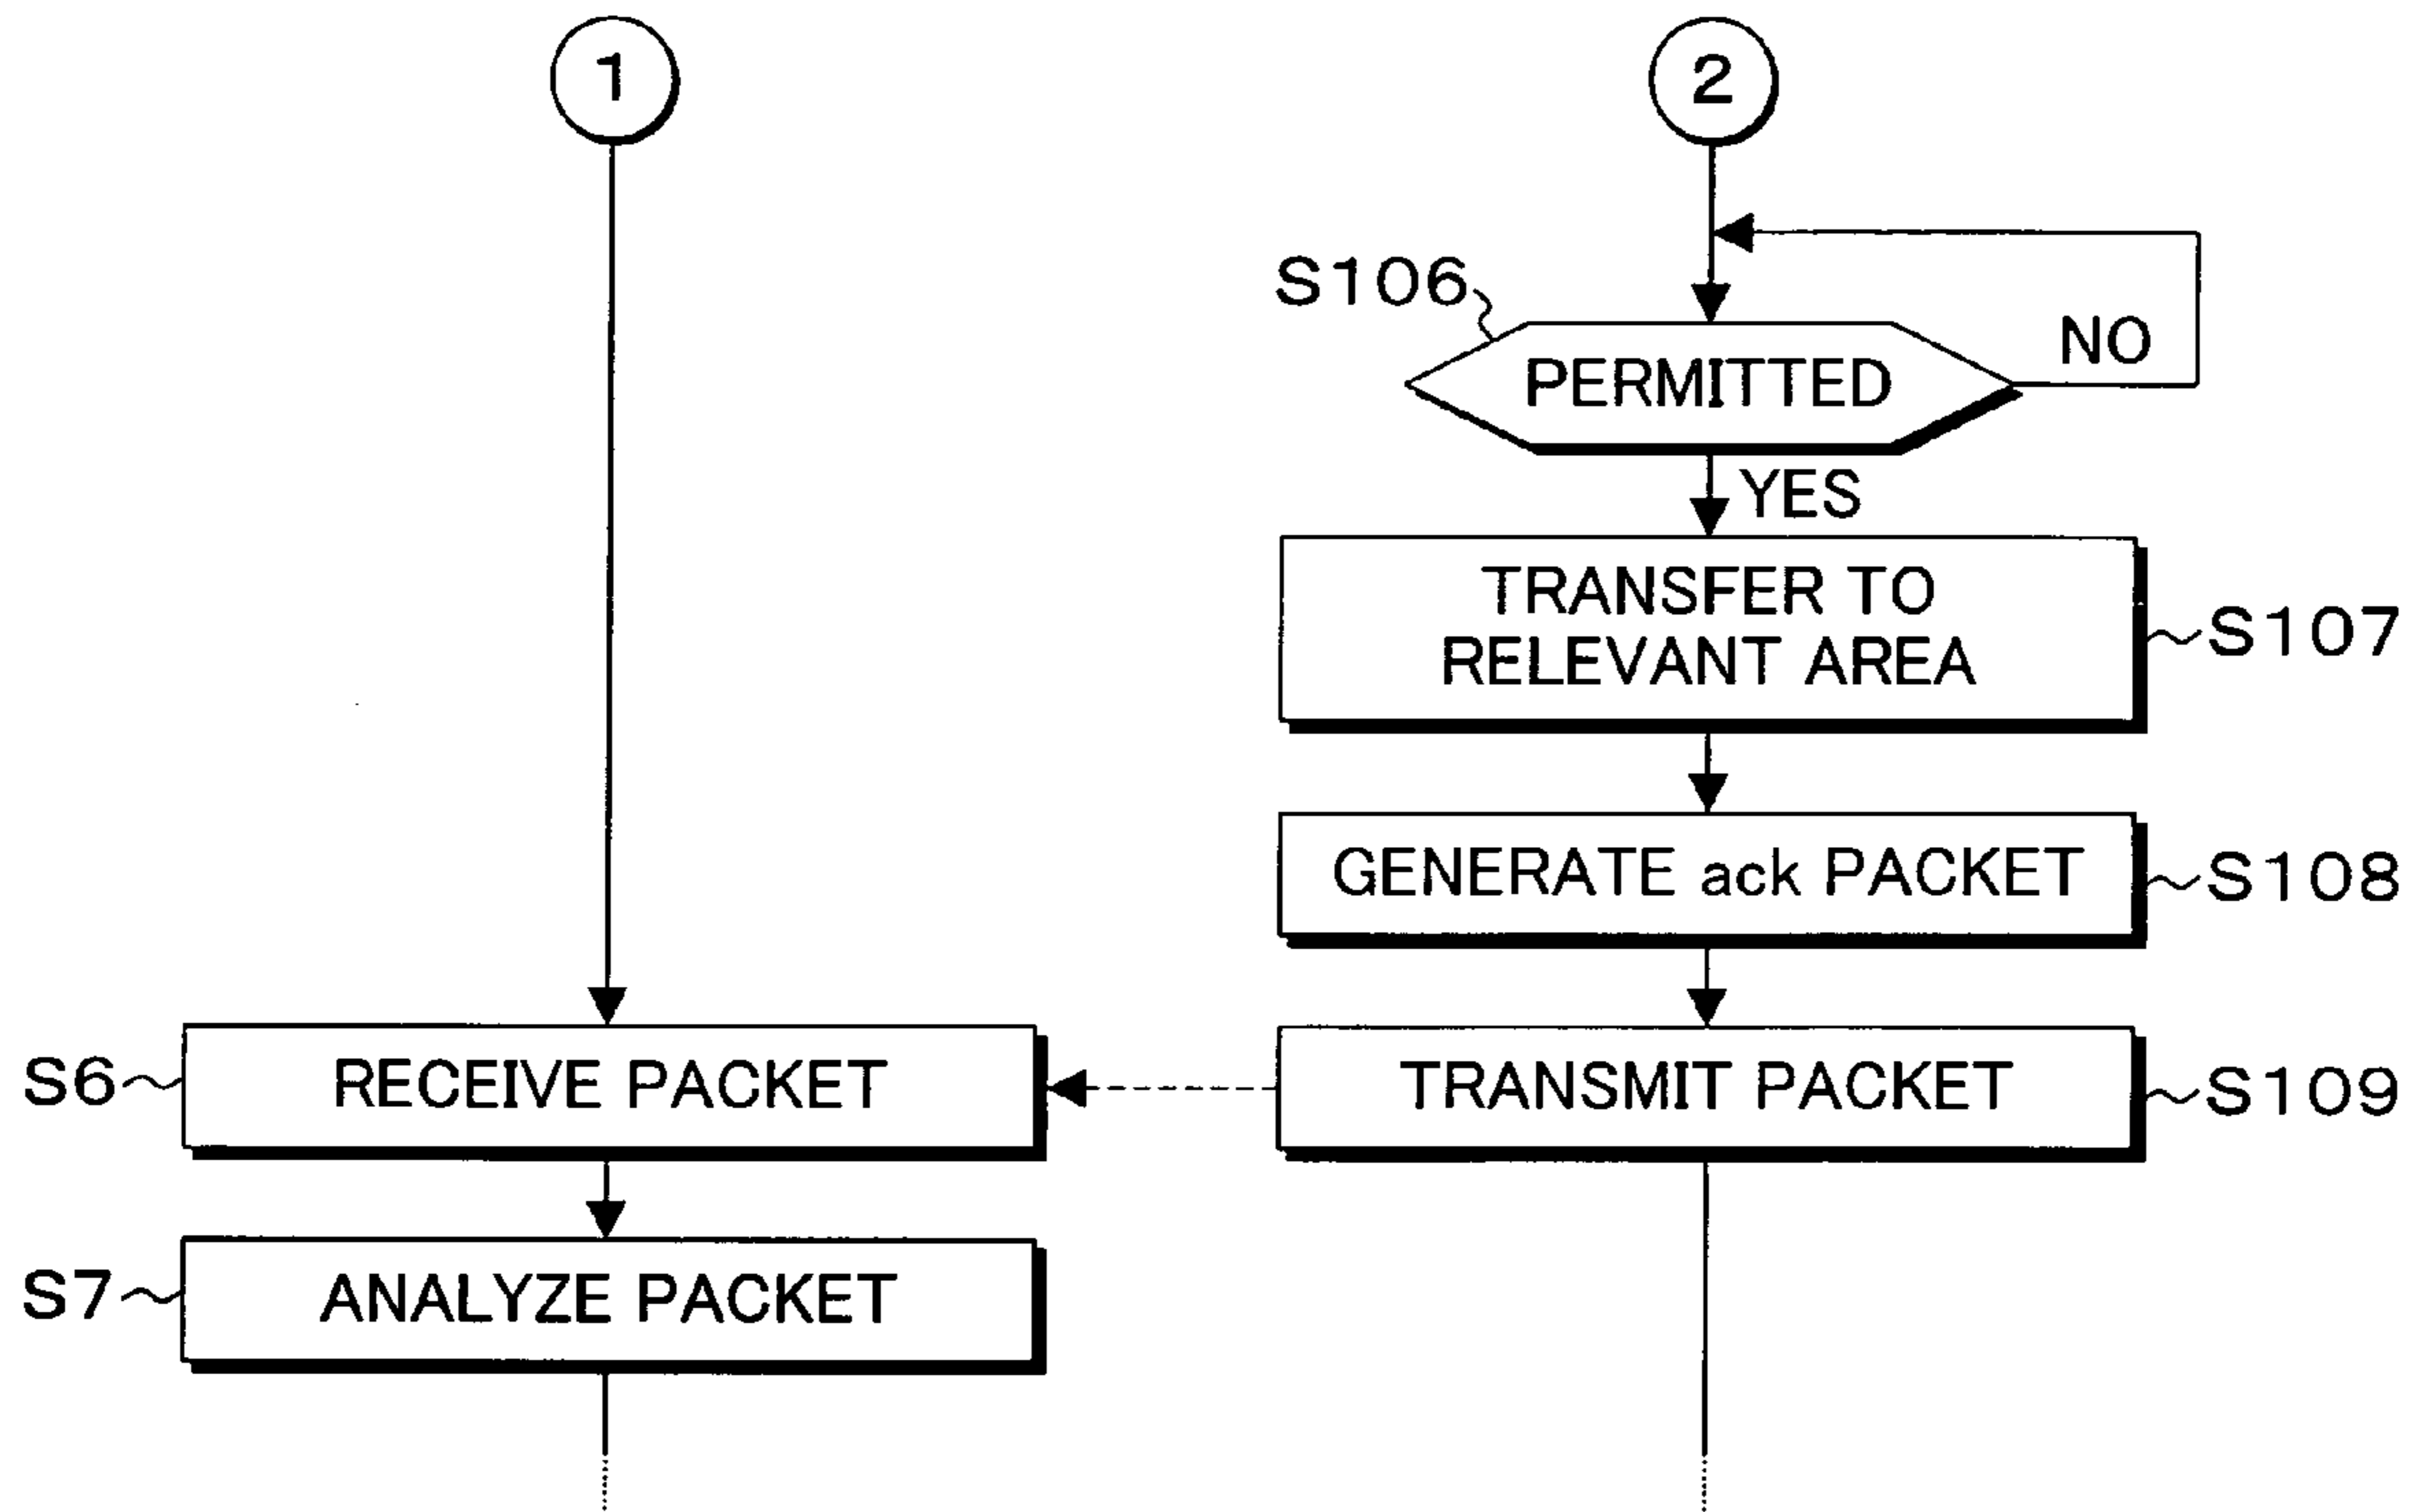 1
2
S106
PERMITTED
NO
YES
TRANSFER TO
RELEVANT AREA
S107
GENERATE ack PACKET
S108
S6
RECEIVE PACKET
TRANSMIT PACKET
S109
S7
ANALYZE PACKET